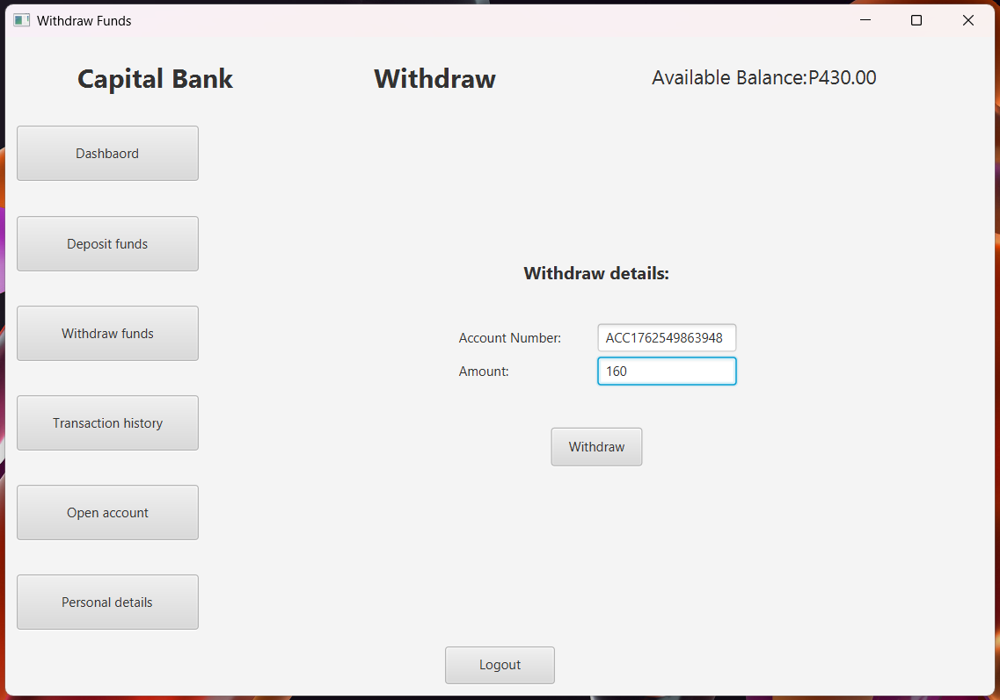 Withdraw Funds
Capital Bank
Withdraw
Available Balance:P430.00
Dashbaord
Deposit funds
Withdraw funds
Transaction history
Open account
Personal details
Withdraw details:
Account Number: ACC1762549863948
Amount: 160
Withdraw
Logout